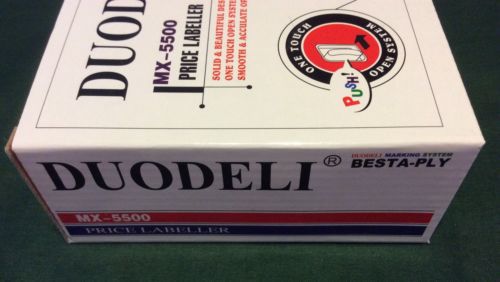 DUODELI
MX-5500
PRICE LABELLER
SOLID & BEAUTIFUL
ONE TOUCH OPEN SYSTEM
SMOOTH & ACCULATE
ONE TOUCH
OPEN SYSTEM
PUSH!
DUODELI ®
DUODELI MARKING SYSTEM
BESTA-PLY
MX-5500
PRICE LABELLER